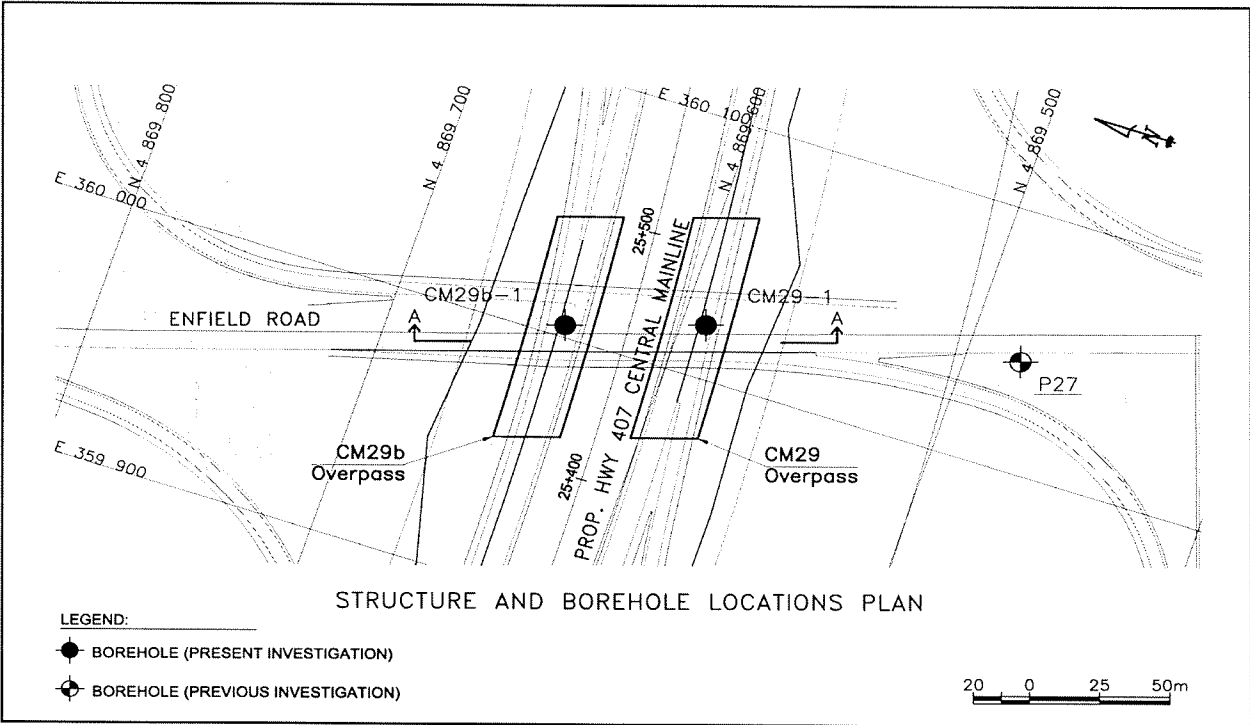 N 4 869 800
N 4 869 700
E 360 100
N 4 869 600
N 4 869 500
N
E 360 000
25+500
CM29b-1
CM29-1
ENFIELD ROAD
A
A
P27
PROP. HWY 407 CENTRAL MAINLINE
E 359 900
CM29b
Overpass
25+400
CM29
Overpass
STRUCTURE AND BOREHOLE LOCATIONS PLAN
LEGEND:
BOREHOLE (PRESENT INVESTIGATION)
BOREHOLE (PREVIOUS INVESTIGATION)
20 0 25 50m